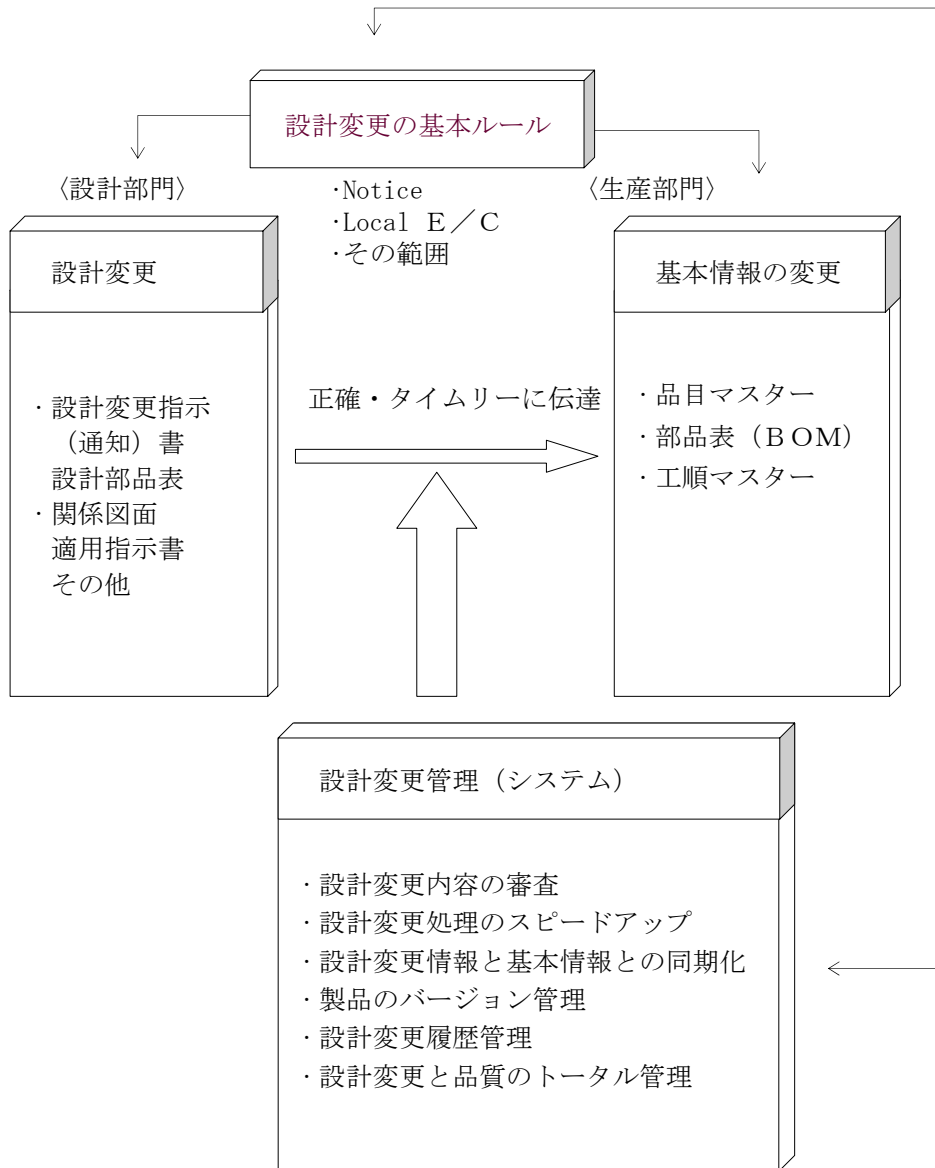 設計変更の基本ルール
〈設計部門〉
・Notice
・Local Ｅ／Ｃ
・その範囲
〈生産部門〉
設計変更
・設計変更指示
（通知）書
設計部品表
・関係図面
適用指示書
その他
正確・タイムリーに伝達
基本情報の変更
・品目マスター
・部品表（ＢＯＭ）
・工順マスター
設計変更管理（システム）
・設計変更内容の審査
・設計変更処理のスピードアップ
・設計変更情報と基本情報との同期化
・製品のバージョン管理
・設計変更履歴管理
・設計変更と品質のトータル管理